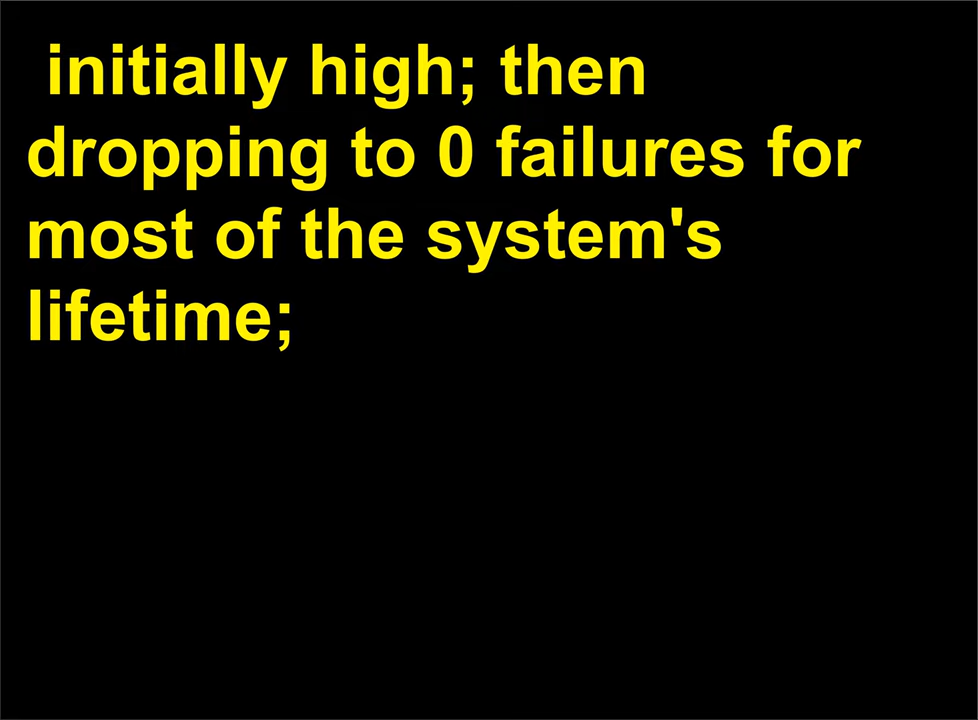 initially high; then
dropping to 0 failures for
most of the system's
lifetime;